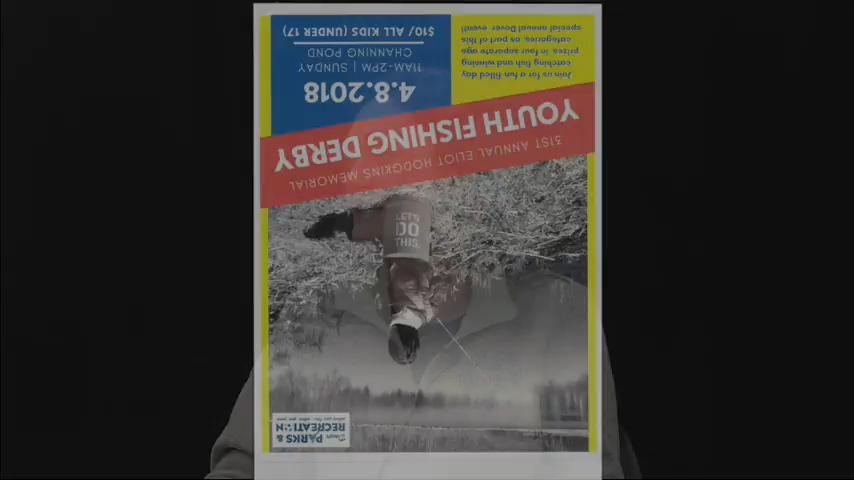 31ST ANNUAL ELIOT HODGKINS MEMORIAL
YOUTH FISHING DERBY
4.8.2018
11AM-2PM | SUNDAY
CHANNING POND
$10/ ALL KIDS (UNDER 17)
Join us for a fun filled day
catching fish and winning
prizes, in four separate age
categories, as part of this
special annual Dover event!
LET'S
DO
THIS.
PARKS &
RECREATION